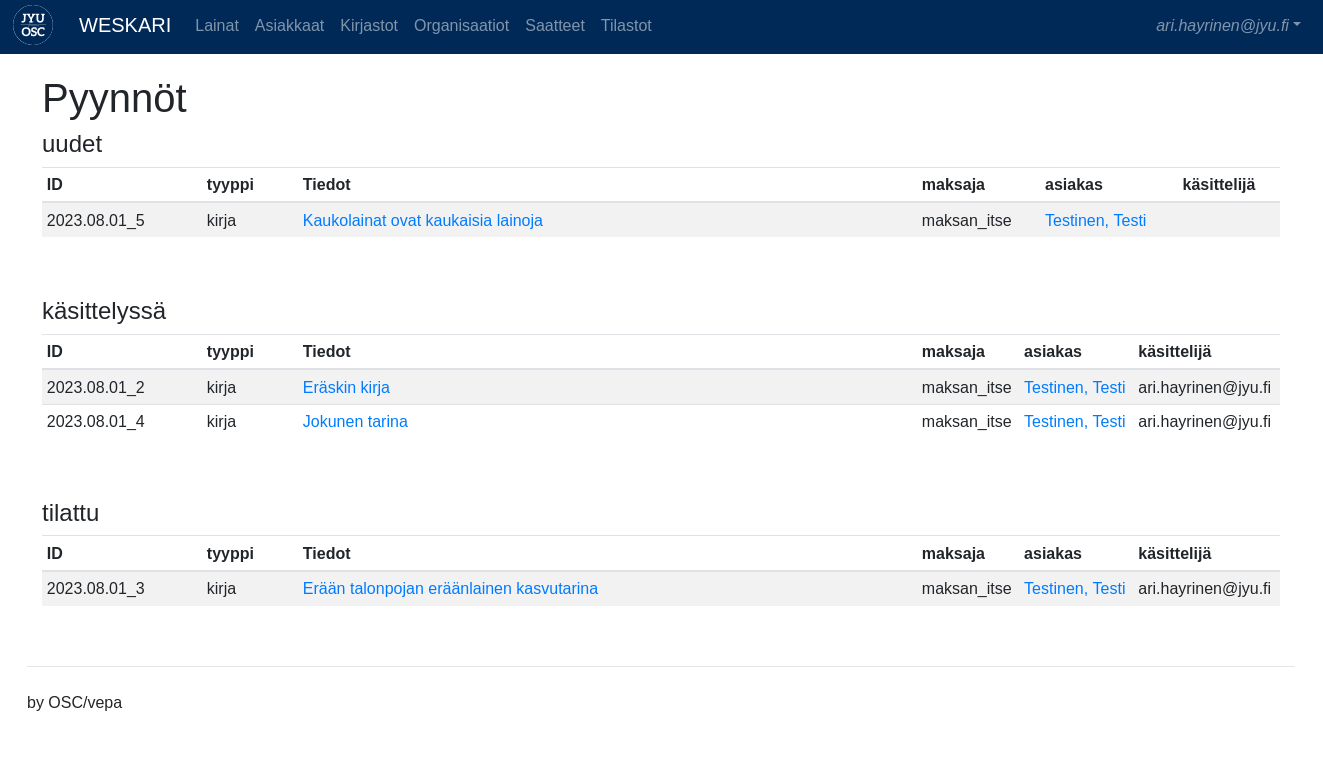 JYU OSC WESKARI Lainat Asiakkaat Kirjastot Organisaatiot Saatteet Tilastot ari.hayrinen@jyu.fi
Pyynnöt
uudet
ID tyyppi Tiedot maksaja asiakas käsittelijä
2023.08.01_5 kirja Kaukolainat ovat kaukaisia lainoja maksan_itse Testinen, Testi
käsittelyssä
ID tyyppi Tiedot maksaja asiakas käsittelijä
2023.08.01_2 kirja Eräskin kirja maksan_itse Testinen, Testi ari.hayrinen@jyu.fi
2023.08.01_4 kirja Jokunen tarina maksan_itse Testinen, Testi ari.hayrinen@jyu.fi
tilattu
ID tyyppi Tiedot maksaja asiakas käsittelijä
2023.08.01_3 kirja Erään talonpojan eräänlainen kasvutarina maksan_itse Testinen, Testi ari.hayrinen@jyu.fi
by OSC/vepa